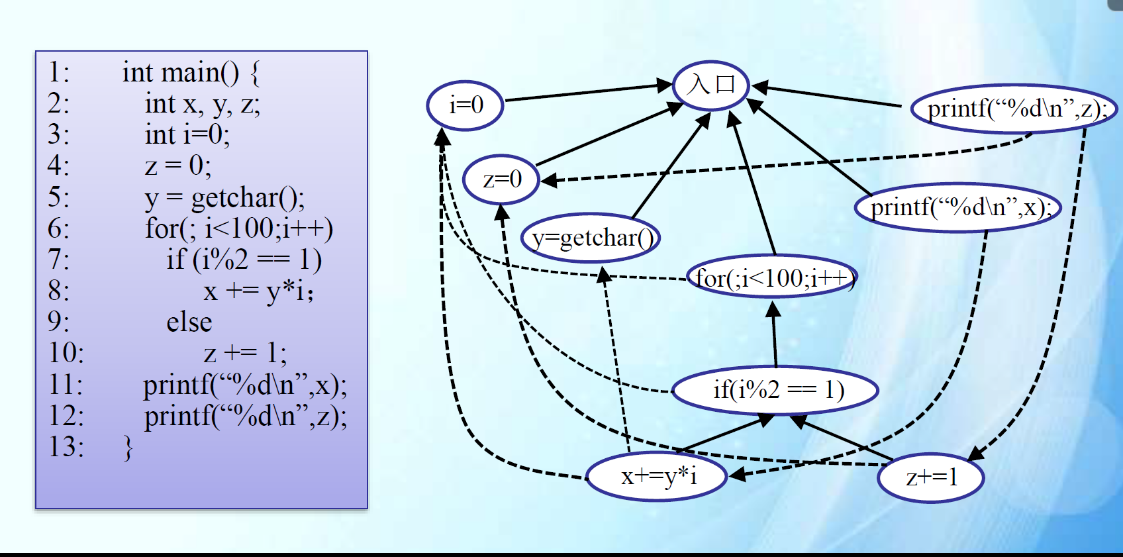 1: int main() {
2: int x, y, z;
3: int i=0;
4: z = 0;
5: y = getchar();
6: for(; i<100;i++)
7: if (i%2 == 1)
8: x += y*i；
9: else
10: z += 1;
11: printf(“%d\n”,x);
12: printf(“%d\n”,z);
13: }
入口
i=0
printf(“%d\n”,z);
z=0
printf(“%d\n”,x);
y=getchar()
for(;i<100;i++)
if(i%2 == 1)
x+=y*i
z+=1